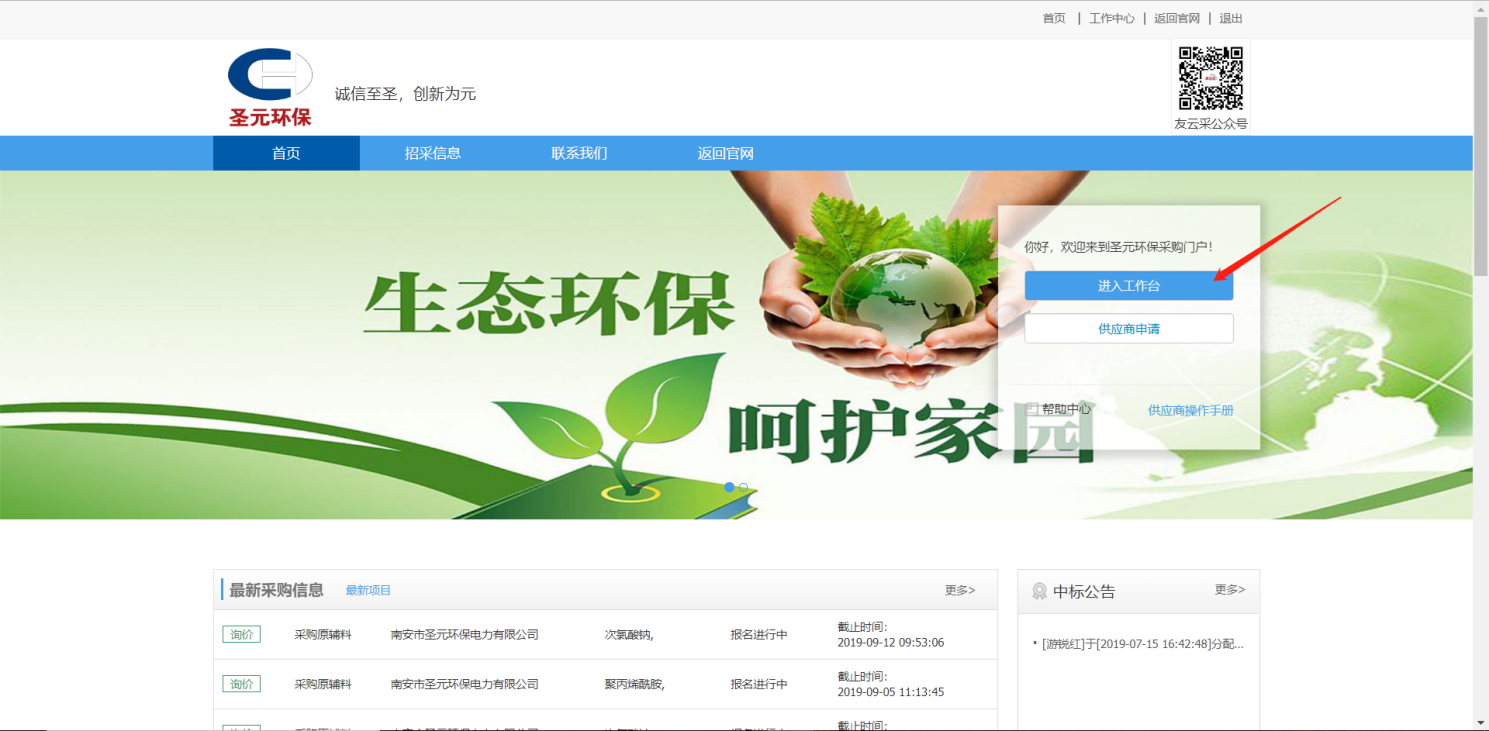 首页 | 工作中心 | 返回官网 | 退出
圣元环保
诚信至圣，创新为元
友云采公众号
首页 招采信息 联系我们 返回官网
生态环保
呵护家园
你好，欢迎来到圣元环保采购门户！
进入工作台
供应商申请
帮助中心 供应商操作手册
最新采购信息 最新项目 更多>
询价 采购原辅料 南安市圣元环保电力有限公司 次氯酸钠, 报名进行中 截止时间:
2019-09-12 09:53:06
询价 采购原辅料 南安市圣元环保电力有限公司 聚丙烯酰胺, 报名进行中 截止时间:
2019-09-05 11:13:45
截止时间:
中标公告 更多>
• [游锐红]于[2019-07-15 16:42:48]分配...